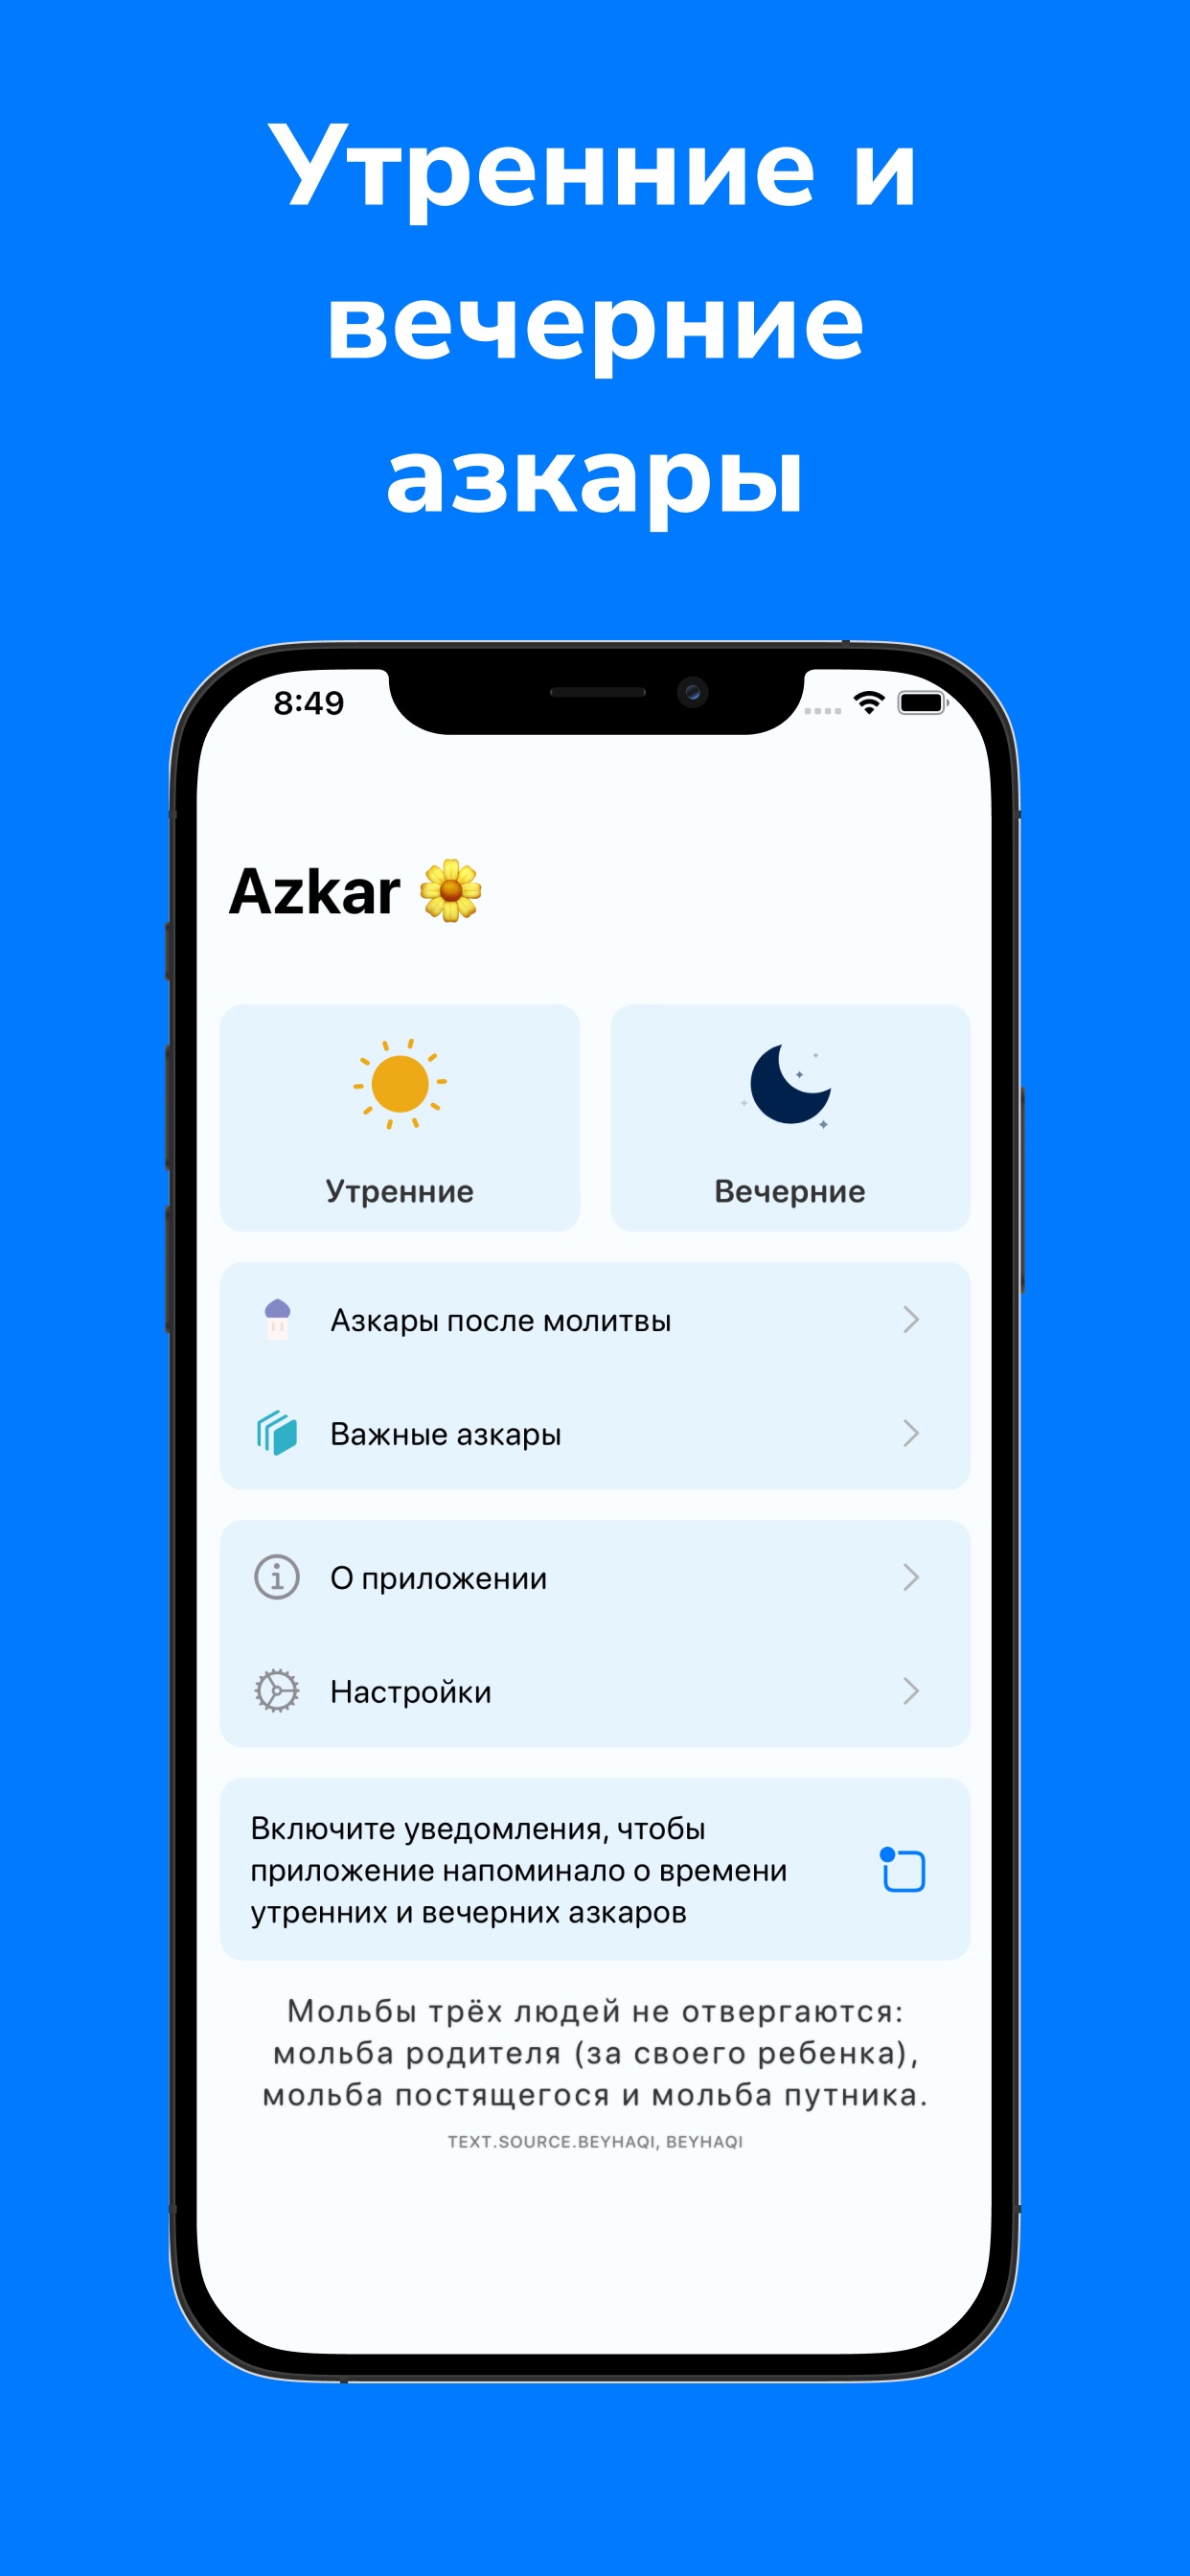 Утренние и
вечерние
азкары
8:49
Azkar
Утренние
Вечерние
Азкары после молитвы
Важные азкары
О приложении
Настройки
Включите уведомления, чтобы
приложение напоминало о времени
утренних и вечерних азкаров
Мольбы трёх людей не отвергаются:
мольба родителя (за своего ребенка),
мольба постящегося и мольба путника.
TEXT.SOURCE.BEYHAQI, BEYHAQI